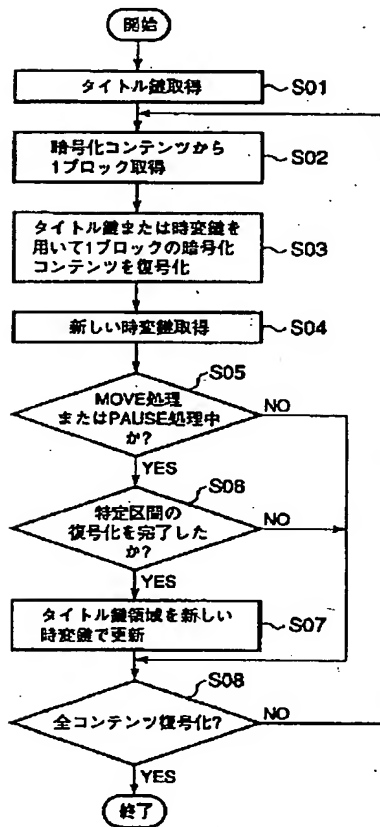 開始
タイトル鍵取得
S01
暗号化コンテンツから
1ブロック取得
S02
タイトル鍵または時変鍵を
用いて1ブロックの暗号化
コンテンツを復号化
S03
新しい時変鍵取得
S04
S05
MOVE処理
またはPAUSE処理中
か?
NO
YES
S06
特定区間の
復号化を完了した
か?
NO
YES
タイトル鍵領域を新しい
時変鍵で更新
S07
S08
全コンテンツ復号化?
NO
YES
終了